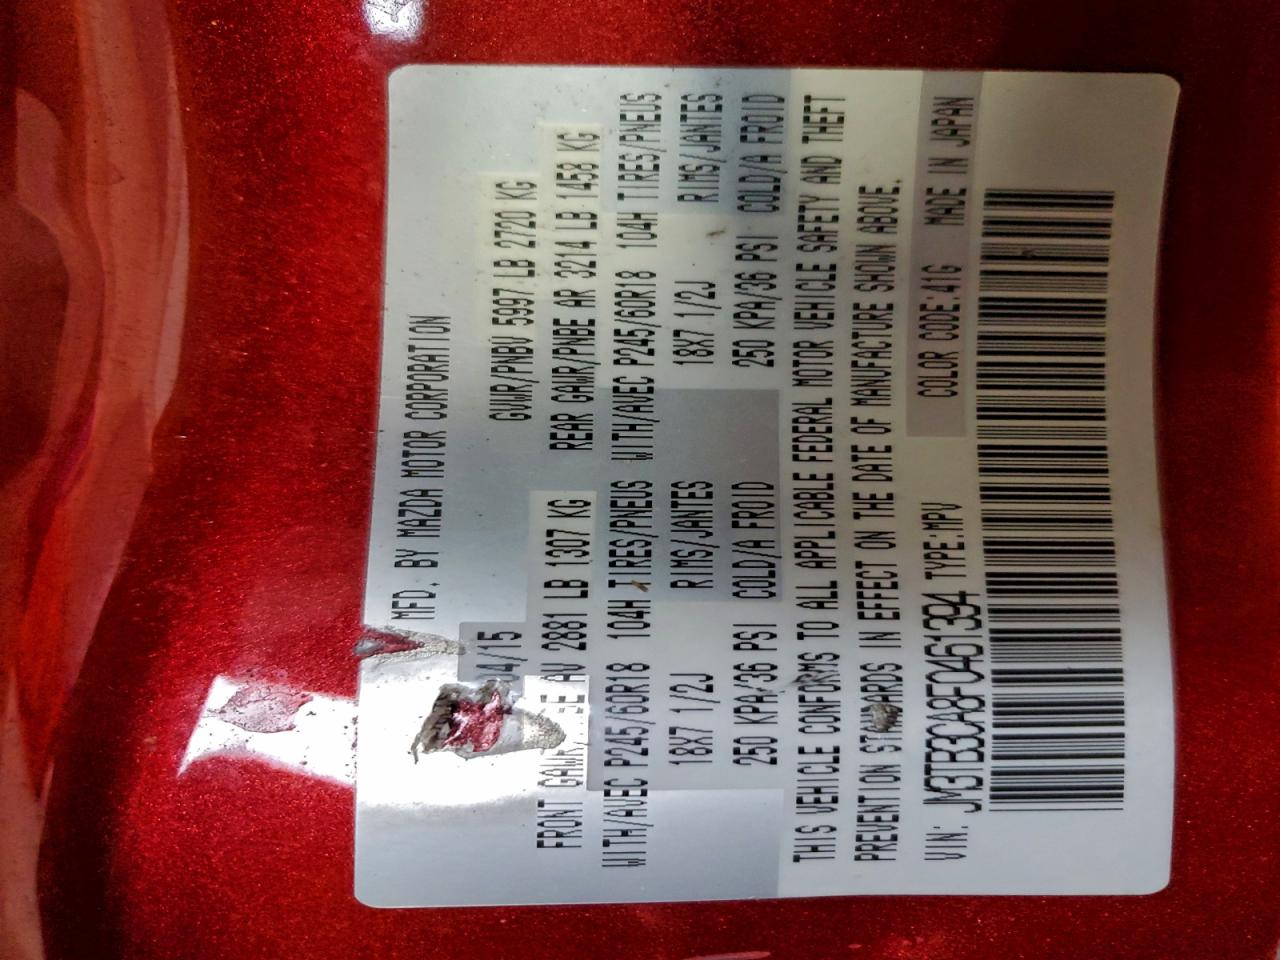 MFD. BY MAZDA MOTOR CORPORATION
04/15 GVWR/PNBV 5997 LB 2720 KG
FRONT 2881 LB 1307 KG REAR GAWR/PNBE AR 3214 LB 1458 KG
WITH/AVEC P245/60R18 104H TIRES/PNEUS WITH/AVEC P245/60R18 104H TIRES/PNEUS
18X7 1/2J RIMS/JANTES 18X7 1/2J RIMS/JANTES
250 KPA/36 PSI COLD/A FROID 250 KPA/36 PSI COLD/A FROID
THIS VEHICLE CONFORMS TO ALL APPLICABLE FEDERAL MOTOR VEHICLE SAFETY AND THEFT
PREVENTION STANDARDS IN EFFECT ON THE DATE OF MANUFACTURE SHOWN ABOVE.
VIN: JM3TB3CA8F0461394 TYPE:MPV COLOR CODE:41G MADE IN JAPAN